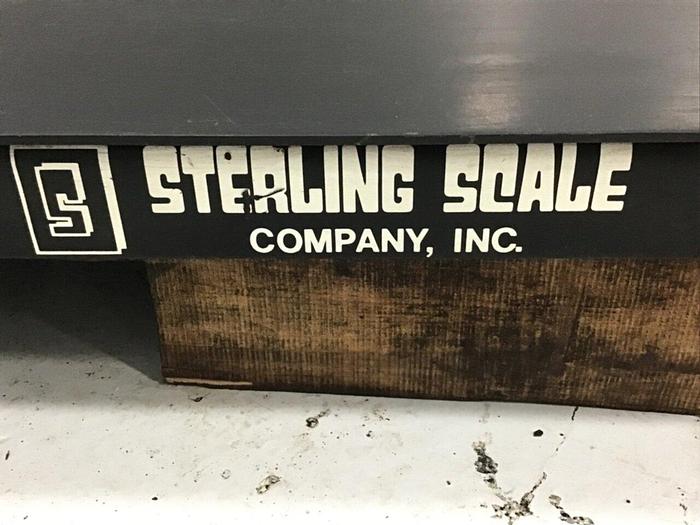 S
STERLING SCALE
COMPANY, INC.